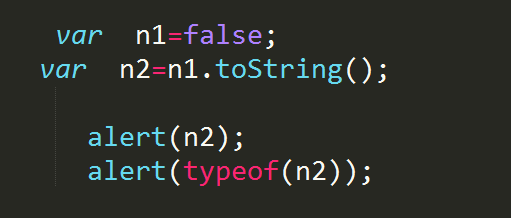 var  n1=false;
var  n2=n1.toString();
alert(n2);
alert(typeof(n2));